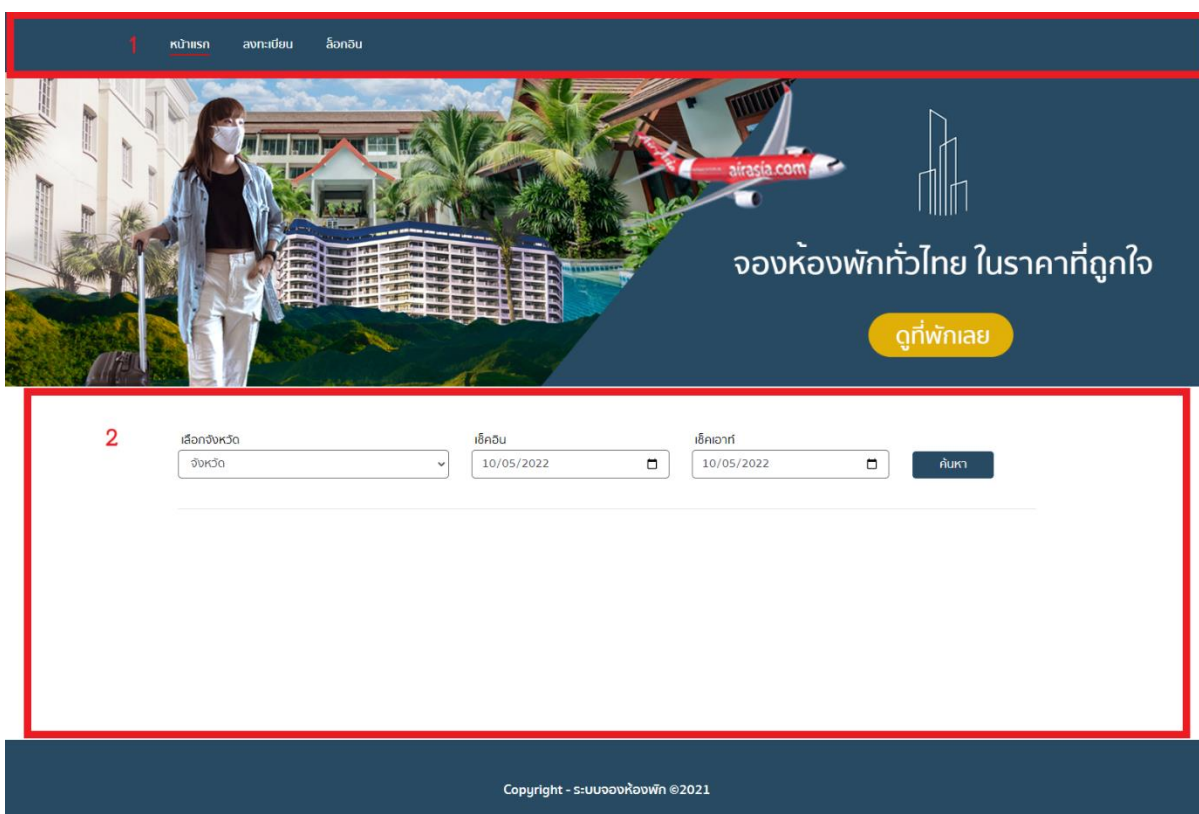 1 หน้าแรก ลงทะเบียน ล็อกอิน
airasia.com
จองห้องพักทั่วไทย ในราคาที่ถูกใจ
ดูที่พักเลย
2
เลือกจังหวัด เช็คอิน เช็คเอาท์
จังหวัด 10/05/2022 10/05/2022 ค้นหา
Copyright - ระบบจองห้องพัก ©2021